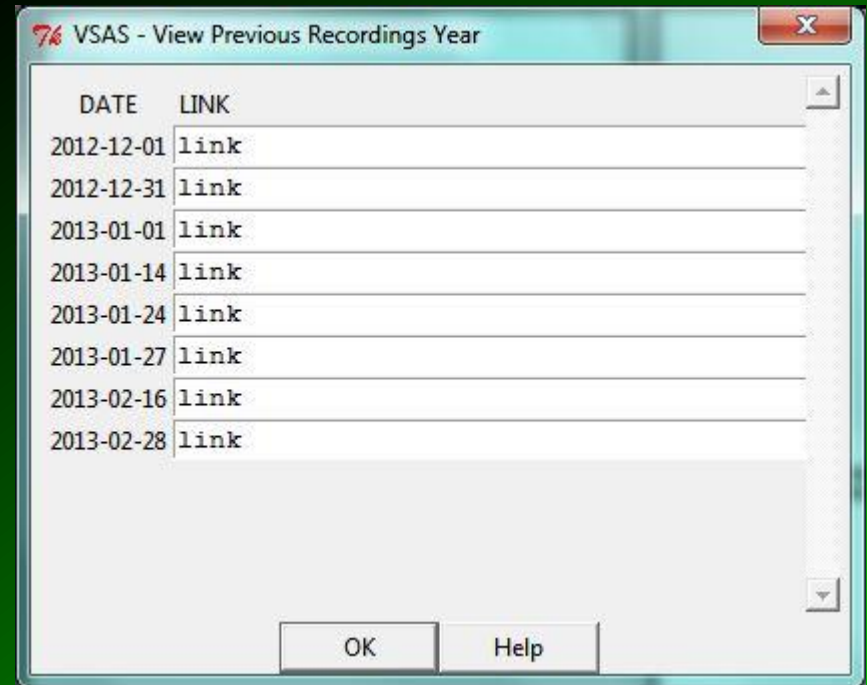 VSAS - View Previous Recordings Year
DATE LINK
2012-12-01 link
2012-12-31 link
2013-01-01 link
2013-01-14 link
2013-01-24 link
2013-01-27 link
2013-02-16 link
2013-02-28 link
OK Help